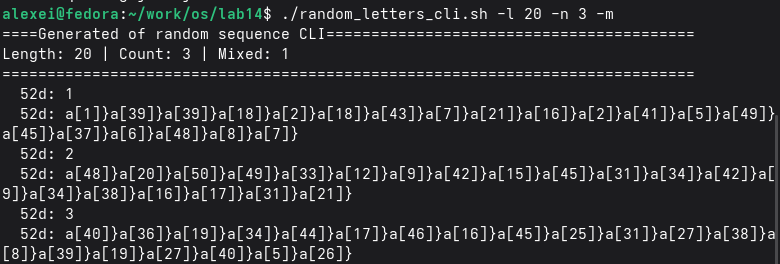 alexei@fedora:~/work/os/lab14$ ./random_letters_cli.sh -l 20 -n 3 -m
====Generated of random sequence CLI=========================================
Length: 20 | Count: 3 | Mixed: 1
=============================================================================
  52d: 1
  52d: a[1]}a[39]}a[39]}a[18]}a[2]}a[18]}a[43]}a[7]}a[21]}a[16]}a[2]}a[41]}a[5]}a[49]}
a[45]}a[37]}a[6]}a[48]}a[8]}a[7]}
  52d: 2
  52d: a[48]}a[20]}a[50]}a[49]}a[33]}a[12]}a[9]}a[42]}a[15]}a[45]}a[31]}a[34]}a[42]}a[
9]}a[34]}a[38]}a[16]}a[17]}a[31]}a[21]}
  52d: 3
  52d: a[40]}a[36]}a[19]}a[34]}a[44]}a[17]}a[46]}a[16]}a[45]}a[25]}a[31]}a[27]}a[38]}a
[8]}a[39]}a[19]}a[27]}a[40]}a[5]}a[26]}